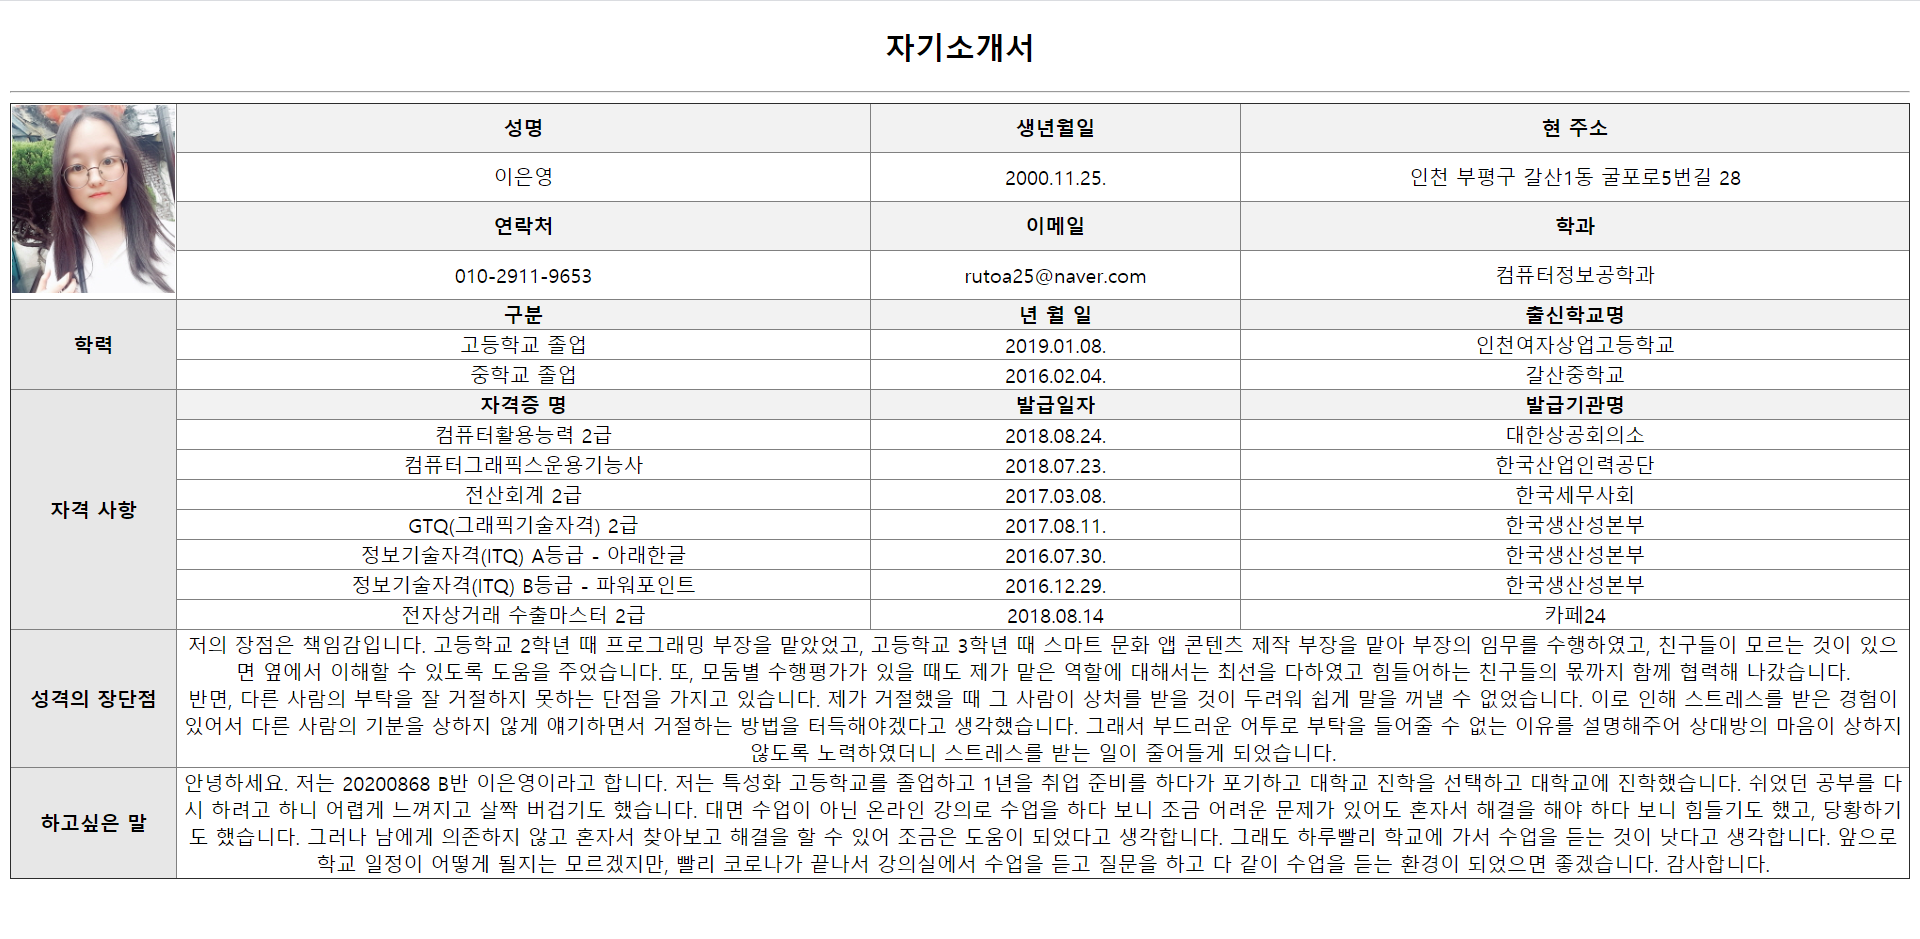 자기소개서
성명 생년월일 현 주소
이은영 2000.11.25. 인천 부평구 갈산1동 굴포로5번길 28
연락처 이메일 학과
010-2911-9653 rutoa25@naver.com 컴퓨터정보공학과
학력
구분 년 월 일 출신학교명
고등학교 졸업 2019.01.08. 인천여자상업고등학교
중학교 졸업 2016.02.04. 갈산중학교
자격 사항
자격증 명 발급일자 발급기관명
컴퓨터활용능력 2급 2018.08.24. 대한상공회의소
컴퓨터그래픽스운용기능사 2018.07.23. 한국산업인력공단
전산회계 2급 2017.03.08. 한국세무사회
GTQ(그래픽기술자격) 2급 2017.08.11. 한국생산성본부
정보기술자격(ITQ) A등급 - 아래한글 2016.07.30. 한국생산성본부
정보기술자격(ITQ) B등급 - 파워포인트 2016.12.29. 한국생산성본부
전자상거래 수출마스터 2급 2018.08.14 카페24
성격의 장단점
저의 장점은 책임감입니다. 고등학교 2학년 때 프로그래밍 부장을 맡았었고, 고등학교 3학년 때 스마트 문화 앱 콘텐츠 제작 부장을 맡아 부장의 임무를 수행하였고, 친구들이 모르는 것이 있으
면 옆에서 이해할 수 있도록 도움을 주었습니다. 또, 모둠별 수행평가가 있을 때도 제가 맡은 역할에 대해서는 최선을 다하였고 힘들어하는 친구들의 몫까지 함께 협력해 나갔습니다.
반면, 다른 사람의 부탁을 잘 거절하지 못하는 단점을 가지고 있습니다. 제가 거절했을 때 그 사람이 상처를 받을 것이 두려워 쉽게 말을 꺼낼 수 없었습니다. 이로 인해 스트레스를 받은 경험이
있어서 다른 사람의 기분을 상하지 않게 얘기하면서 거절하는 방법을 터득해야겠다고 생각했습니다. 그래서 부드러운 어투로 부탁을 들어줄 수 없는 이유를 설명해주어 상대방의 마음이 상하지
않도록 노력하였더니 스트레스를 받는 일이 줄어들게 되었습니다.
하고싶은 말
안녕하세요. 저는 20200868 B반 이은영이라고 합니다. 저는 특성화 고등학교를 졸업하고 1년을 취업 준비를 하다가 포기하고 대학교 진학을 선택하고 대학교에 진학했습니다. 쉬었던 공부를 다
시 하려고 하니 어렵게 느껴지고 살짝 버겁기도 했습니다. 대면 수업이 아닌 온라인 강의로 수업을 하다 보니 조금 어려운 문제가 있어도 혼자서 해결을 해야 하다 보니 힘들기도 했고, 당황하기
도 했습니다. 그러나 남에게 의존하지 않고 혼자서 찾아보고 해결을 할 수 있어 조금은 도움이 되었다고 생각합니다. 그래도 하루빨리 학교에 가서 수업을 듣는 것이 낫다고 생각합니다. 앞으로
학교 일정이 어떻게 될지는 모르겠지만, 빨리 코로나가 끝나서 강의실에서 수업을 듣고 질문을 하고 다 같이 수업을 듣는 환경이 되었으면 좋겠습니다. 감사합니다.